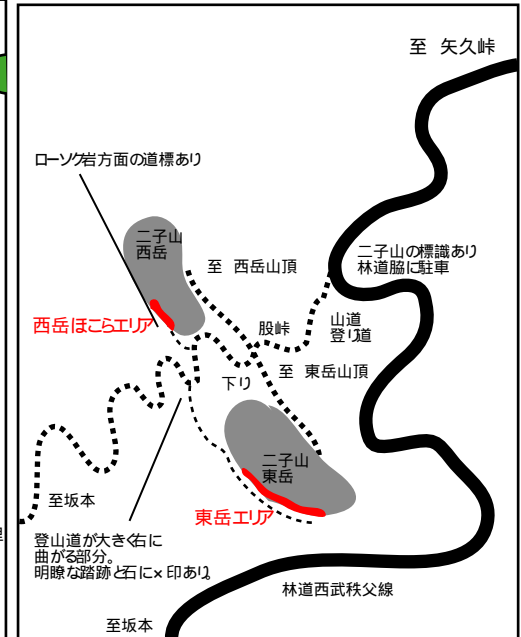 至 矢久峠
ローソク岩方面の道標あり
二子山
西岳
二子山の標識あり
林道脇に駐車
至 西岳山頂
西岳ほこらエリア
股峠
山道
登り道
至 東岳山頂
下り
二子山
東岳
至坂本
東岳エリア
登山道が大きく右に
曲がる部分。
明瞭な踏跡と石に×印あり。
林道西武秩父線
至坂本